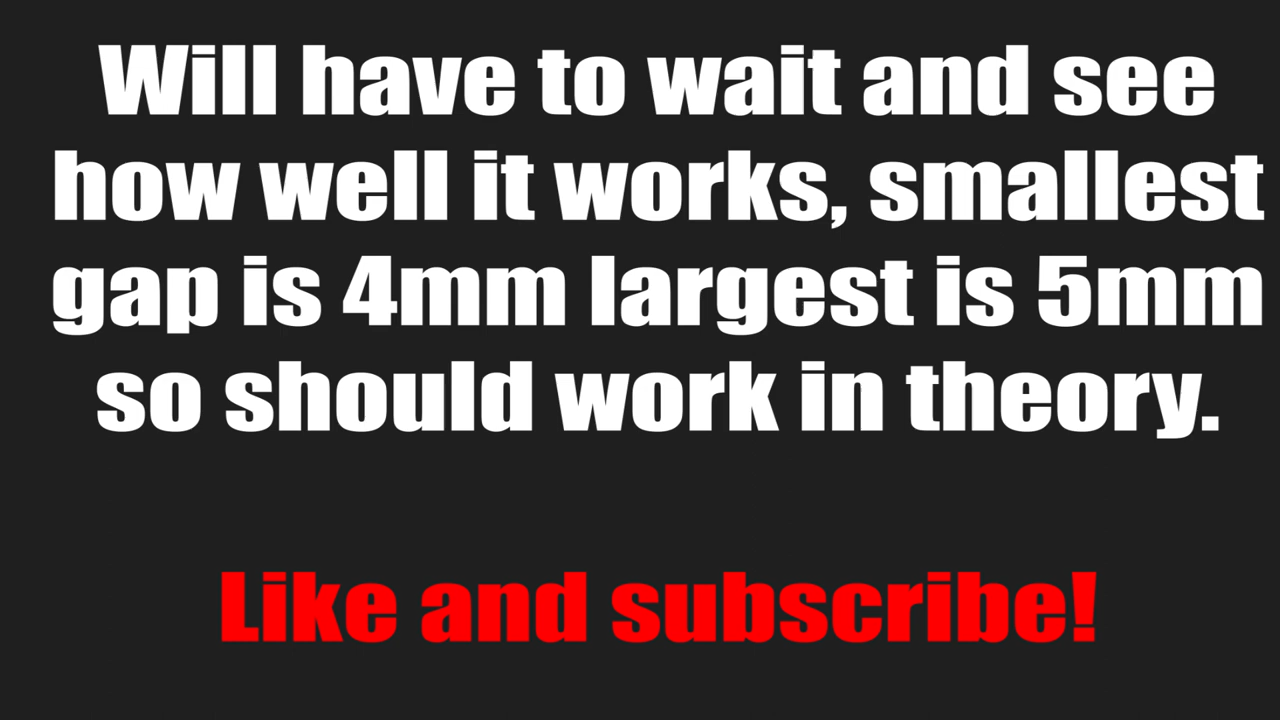 Will have to wait and see
how well it works, smallest
gap is 4mm largest is 5mm
so should work in theory.
Like and subscribe!